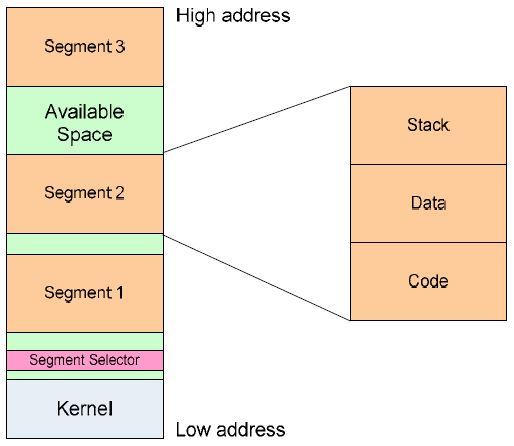 High address
Segment 3
Available
Space
Segment 2
Segment 1
Segment Selector
Kernel
Low address
Stack
Data
Code